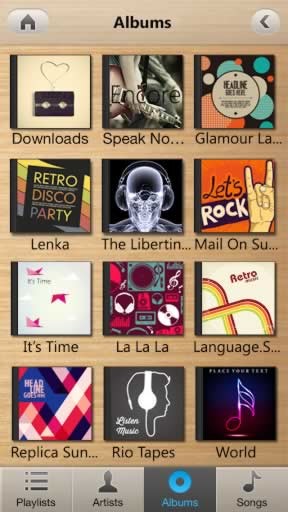 Albums
Encore
HEADLINE
GOES HERE
Downloads
Speak No...
Glamour La...
RETRO
DISCO
PARTY
Let's
ROCK
Lenka
The Libertin...
Mail On Su...
It's Time
Retro
MUSIC
It's Time
La La La
Language.S...
HEAD
LINE
GOES HERE
Listen
Music
PLACE YOUR TEXT
Replica Sun...
Rio Tapes
World
Playlists
Artists
Albums
Songs